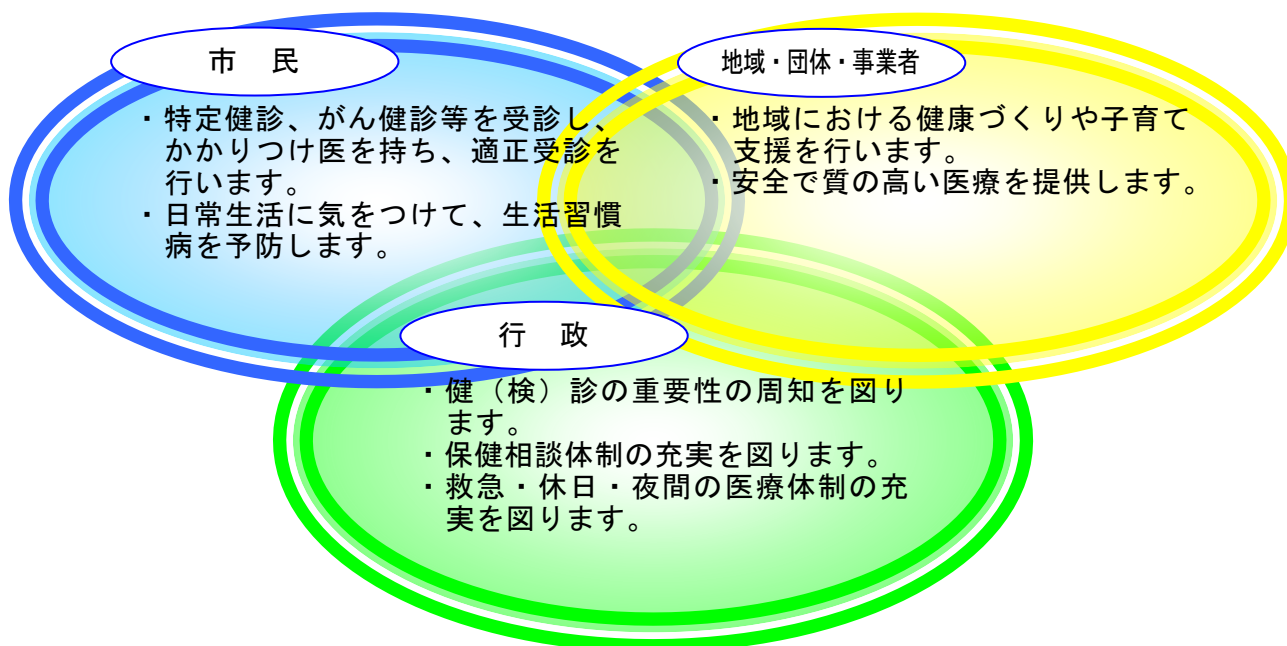 市　民
・特定健診、がん健診等を受診し、
かかりつけ医を持ち、適正受診を
行います。
・日常生活に気をつけて、生活習慣
病を予防します。
地域・団体・事業者
・地域における健康づくりや子育て
支援を行います。
・安全で質の高い医療を提供します。
行　政
・健（検）診の重要性の周知を図り
ます。
・保健相談体制の充実を図ります。
・救急・休日・夜間の医療体制の充
実を図ります。